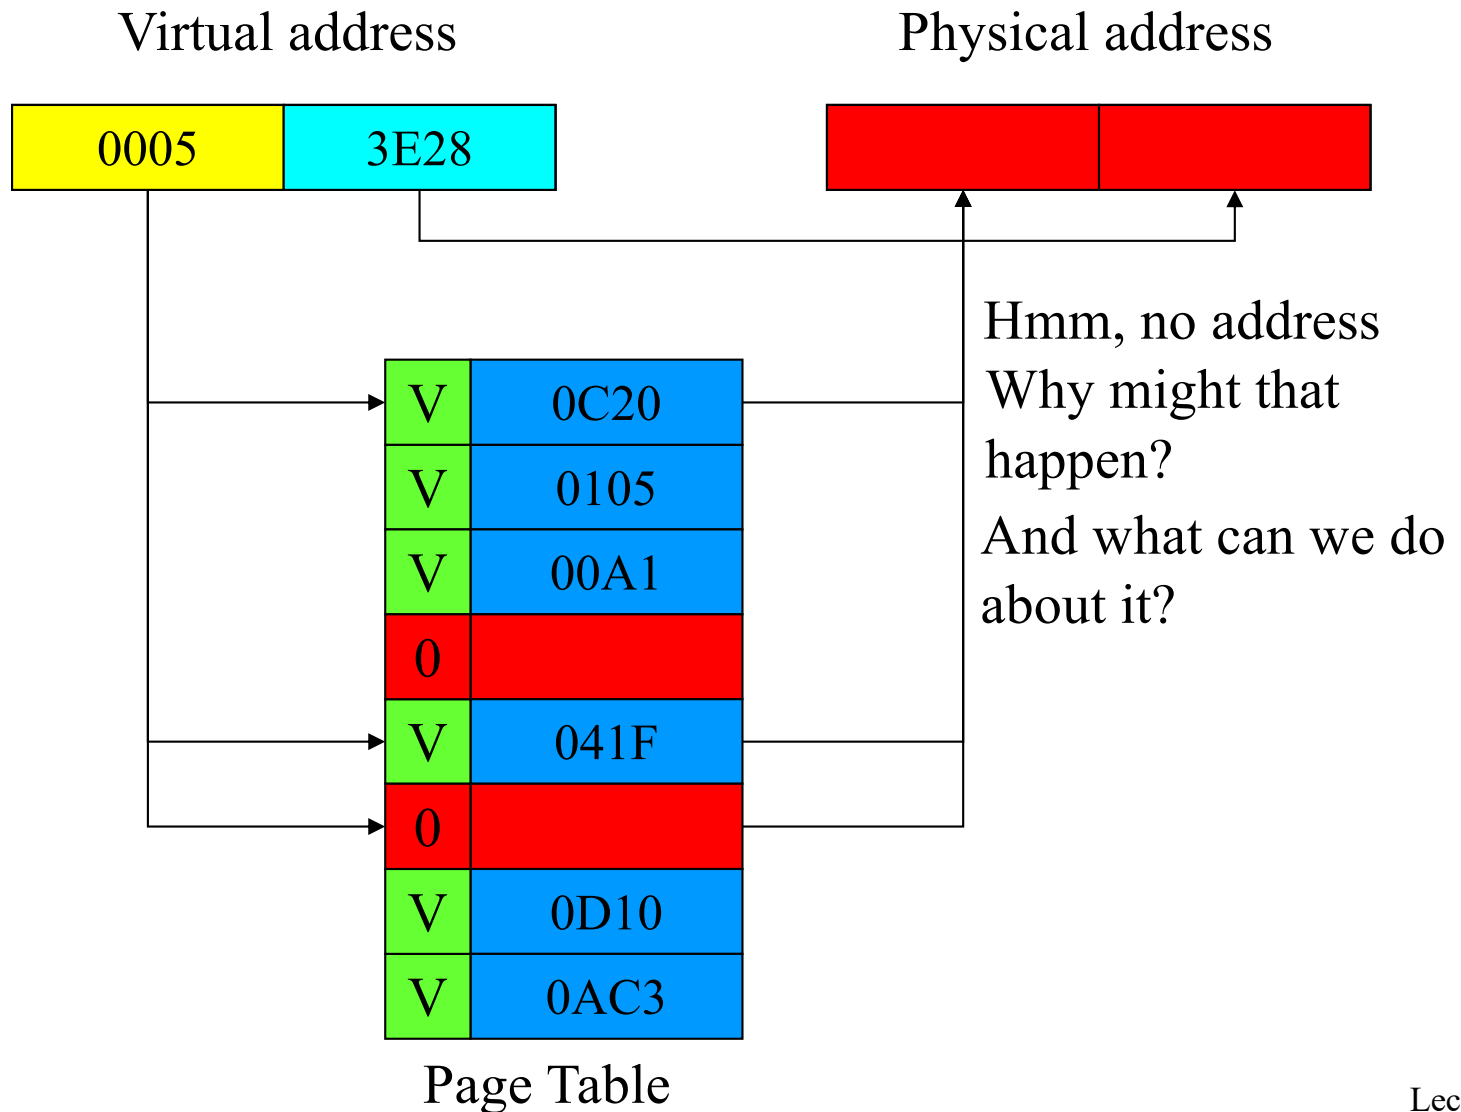 Virtual address
Physical address
0005 3E28
Hmm, no address
Why might that
happen?
And what can we do
about it?
V 0C20
V 0105
V 00A1
0
V 041F
0
V 0D10
V 0AC3
Page Table
Lec